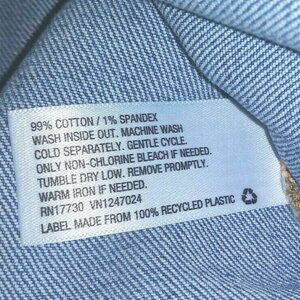 99% COTTON / 1% SPANDEX
WASH INSIDE OUT. MACHINE WASH
COLD SEPARATELY. GENTLE CYCLE.
ONLY NON-CHLORINE BLEACH IF NEEDED.
TUMBLE DRY LOW. REMOVE PROMPTLY.
WARM IRON IF NEEDED.
RN17730 VN1247024
LABEL MADE FROM 100% RECYCLED PLASTIC